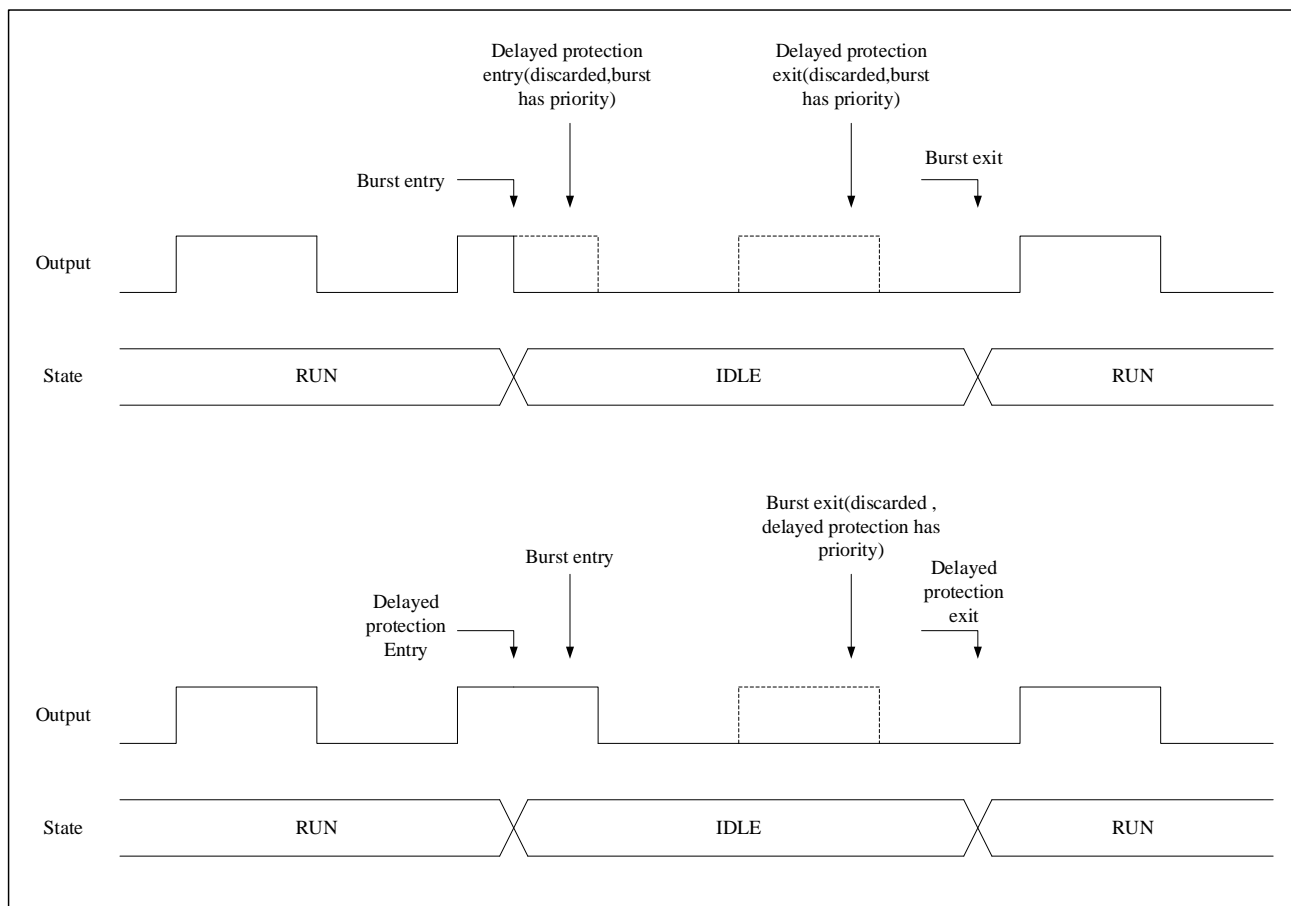 Delayed protection
entry(discarded,burst
has priority)
Delayed protection
exit(discarded,burst
has priority)
Burst entry
Burst exit
Output
State
RUN
IDLE
RUN
Burst exit(discarded ,
delayed protection has
priority)
Burst entry
Delayed
protection
Entry
Delayed
protection
exit
Output
State
RUN
IDLE
RUN